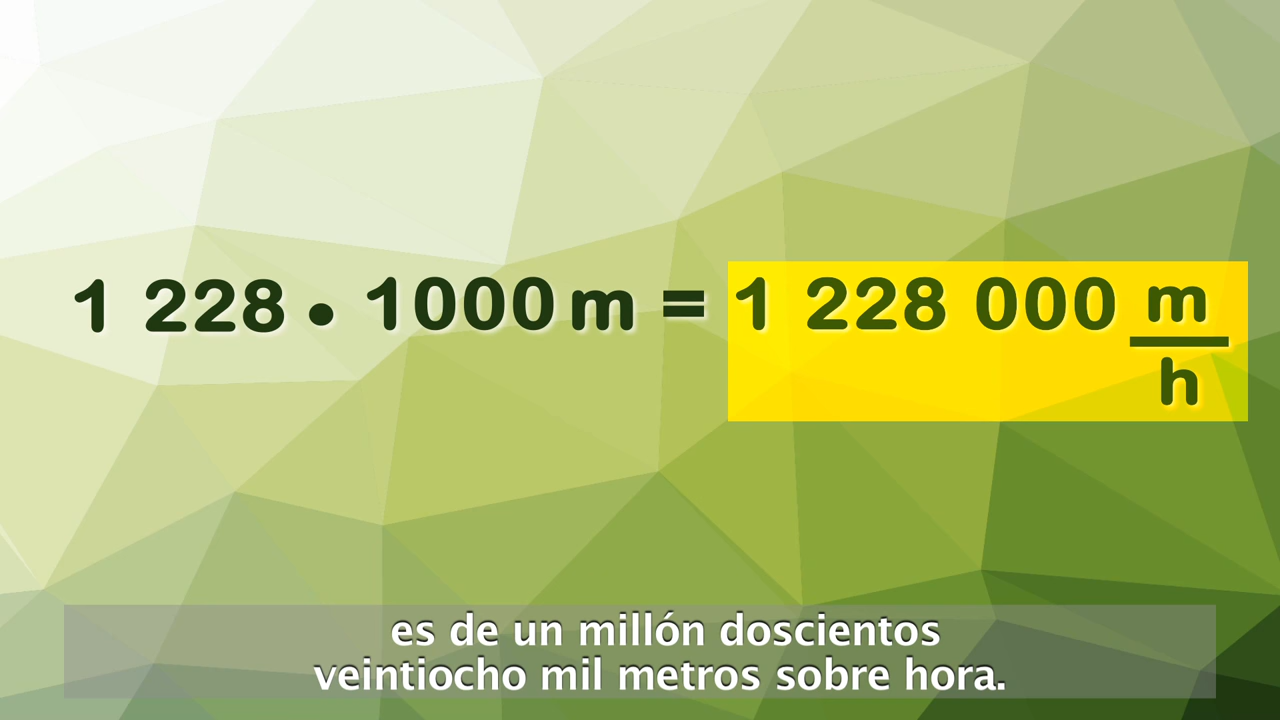 1 228 • 1000 m = 1 228 000 m/h
es de un millón doscientos
veintiocho mil metros sobre hora.